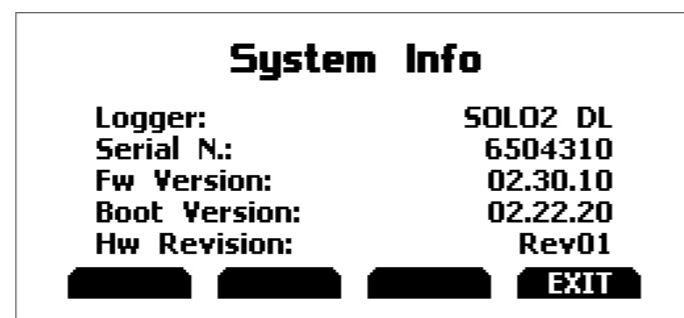 System Info
Logger: SOLO2 DL
Serial N.: 6504310
Fw Version: 02.30.10
Boot Version: 02.22.20
Hw Revision: Rev01
EXIT